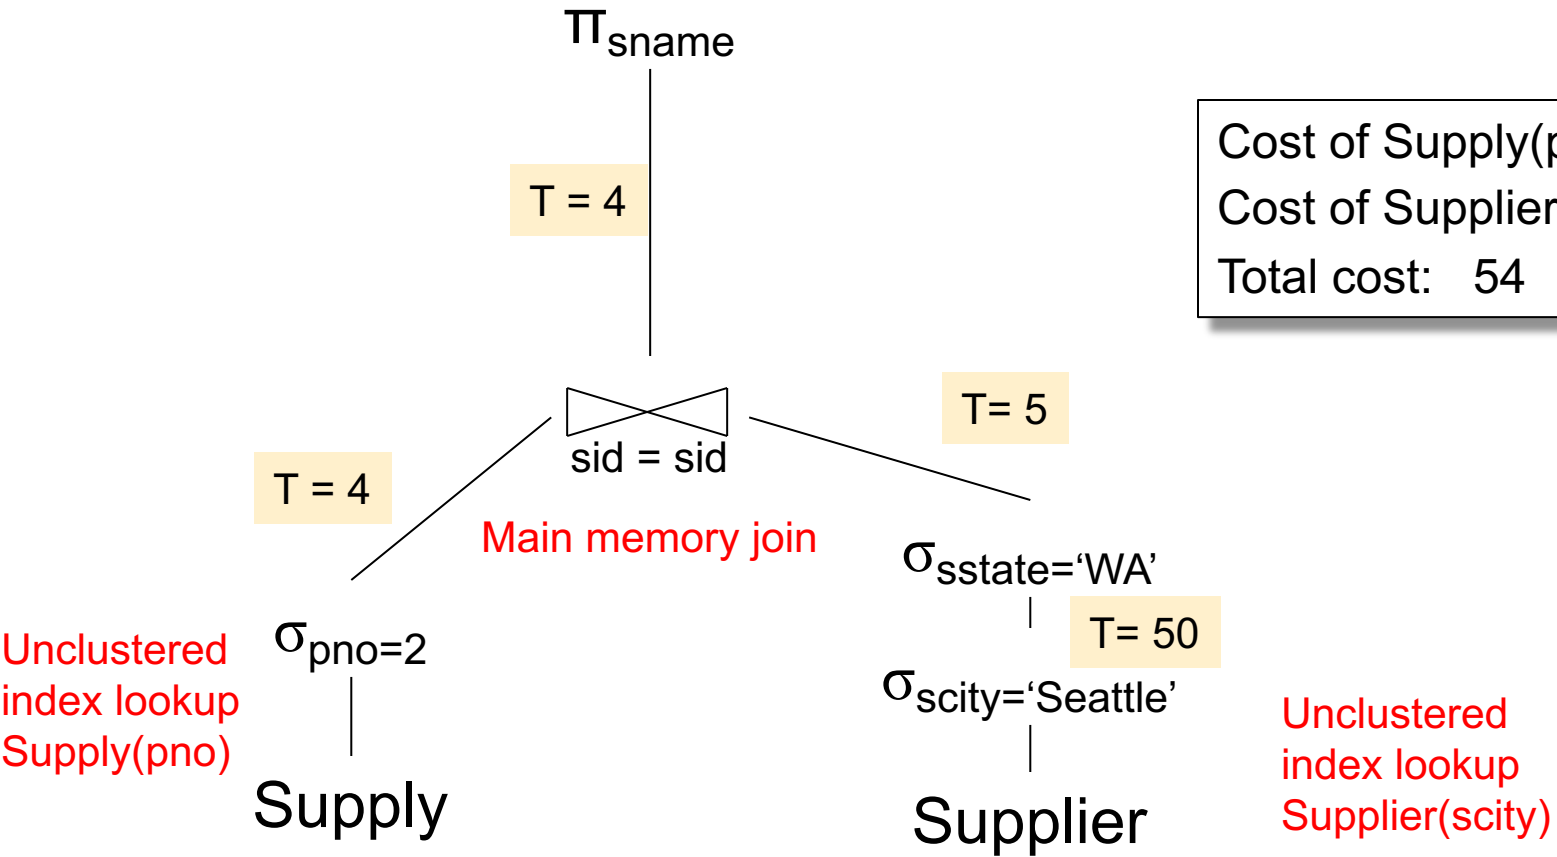 πsname
Cost of Supply(p
Cost of Supplier
Total cost: 54
T = 4
T= 5
sid = sid
T = 4
Main memory join
σsstate=‘WA’
T= 50
Unclustered
index lookup
Supply(pno)
σpno=2
σscity=‘Seattle’
Unclustered
index lookup
Supplier(scity)
Supply
Supplier